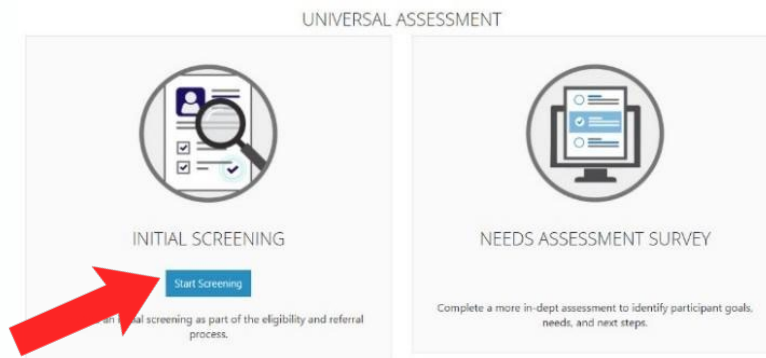 UNIVERSAL ASSESSMENT
INITIAL SCREENING
Start Screening
an initial screening as part of the eligibility and referral
process.
NEEDS ASSESSMENT SURVEY
Complete a more in-dept assessment to identify participant goals,
needs, and next steps.